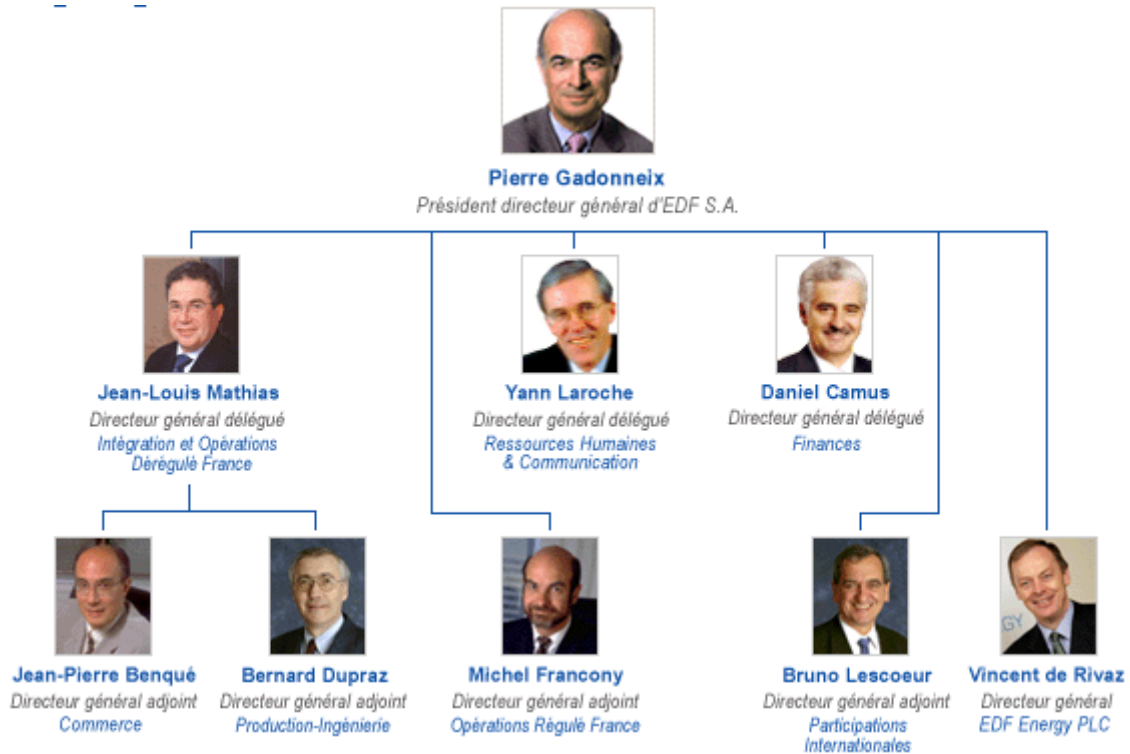 Pierre Gadonneix
Président directeur général d'EDF S.A.
Jean-Louis Mathias
Directeur général délégué
Intégration et Opérations
Dérégulé France
Yann Laroche
Directeur général délégué
Ressources Humaines
& Communication
Daniel Camus
Directeur général délégué
Finances
Jean-Pierre Benqué
Directeur général adjoint
Commerce
Bernard Dupraz
Directeur général adjoint
Production-Ingénierie
Michel Francony
Directeur général adjoint
Opérations Régulé France
Bruno Lescoeur
Directeur général adjoint
Participations
Internationales
GY
Vincent de Rivaz
Directeur général
EDF Energy PLC